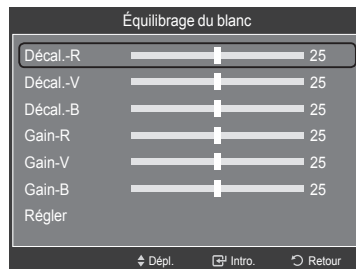 Équilibrage du blanc
Décal.-R 25
Décal.-V 25
Décal.-B 25
Gain-R 25
Gain-V 25
Gain-B 25
Régler
Dépl. Intro. Retour